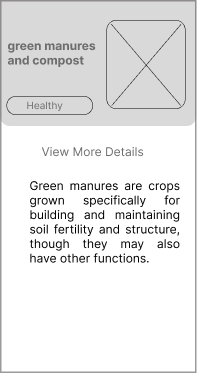 green manures
and compost
Healthy
View More Details
Green manures are crops
grown specifically for
building and maintaining
soil fertility and structure,
though they may also
have other functions.